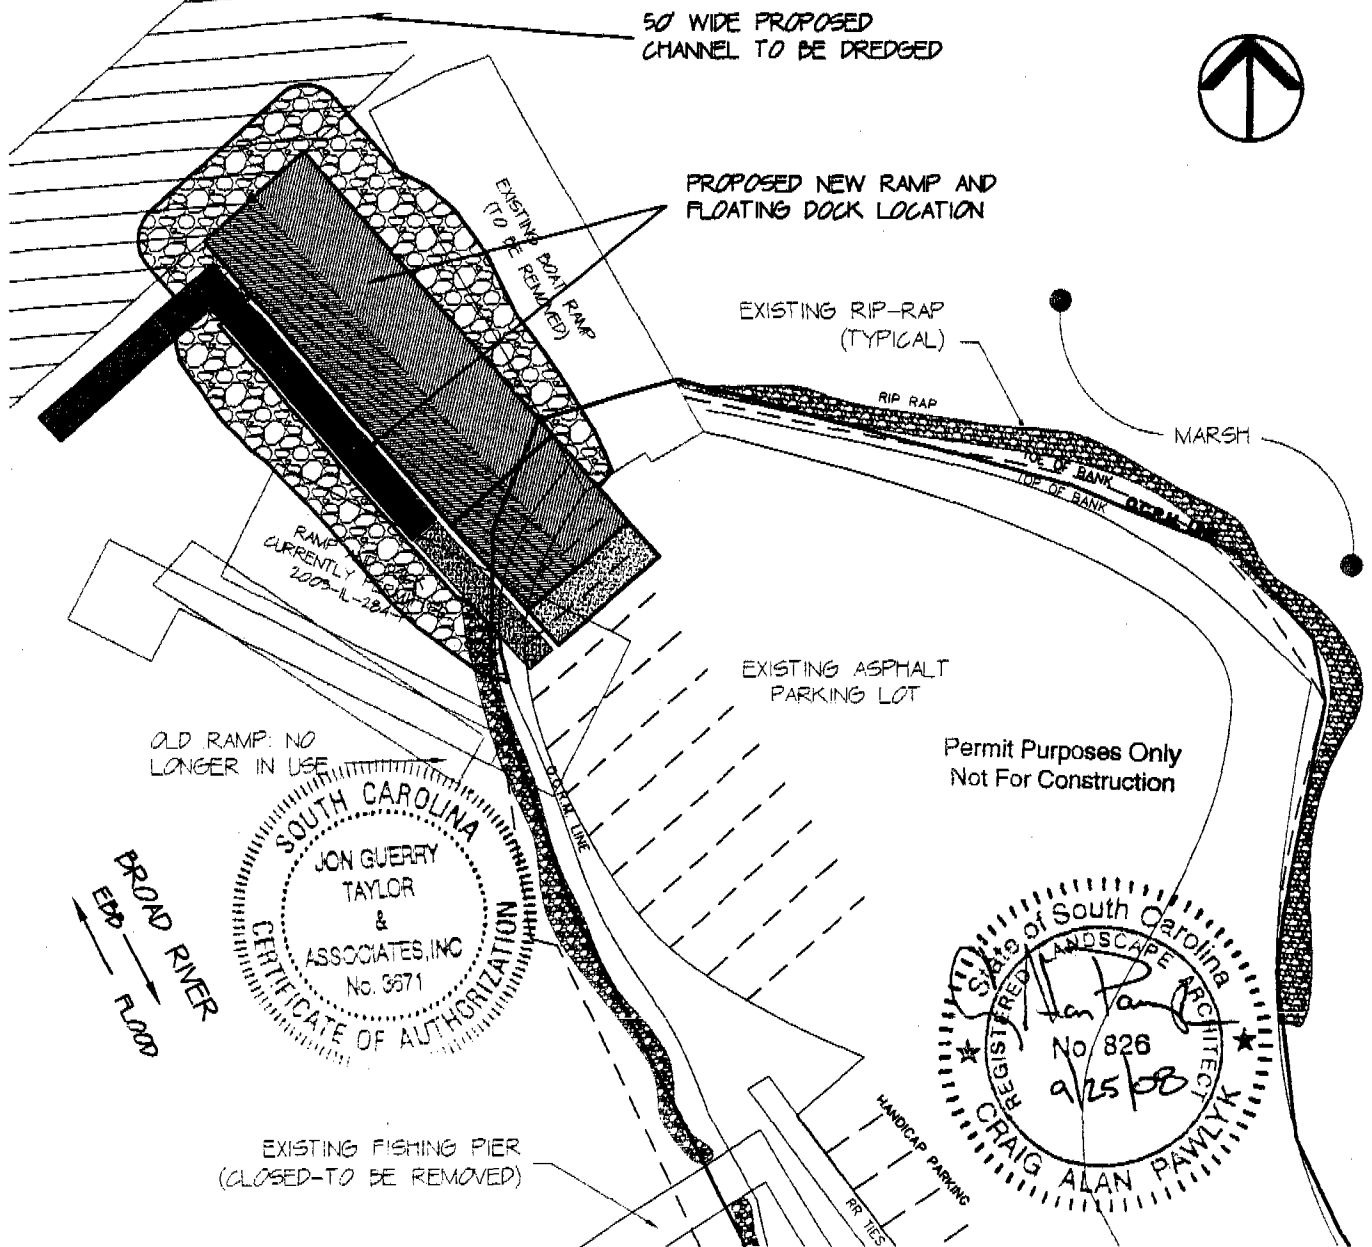 50' WIDE PROPOSED
CHANNEL TO BE DREDGED
PROPOSED NEW RAMP AND
FLOATING DOCK LOCATION
EXISTING BOAT RAMP
(TO BE REMOVED)
EXISTING RIP-RAP
(TYPICAL)
RIP RAP
MARSH
TOE OF BANK
TOP OF BANK
RAMP
CURRENTLY
EXISTING ASPHALT
PARKING LOT
OLD RAMP: NO
LONGER IN USE
Permit Purposes Only
Not For Construction
LINE
SOUTH CAROLINA
JON GUERRY
TAYLOR
&
ASSOCIATES, INC
No. 3671
CERTIFICATE OF AUTHORIZATION
BROAD RIVER
EBB
FLOOD
State of South Carolina
REGISTERED LANDSCAPE ARCHITECT
No. 826
9/25/08
CRAIG ALAN PAWLYK
EXISTING FISHING PIER
(CLOSED-TO BE REMOVED)
HANDICAP PARKING
RR TIES